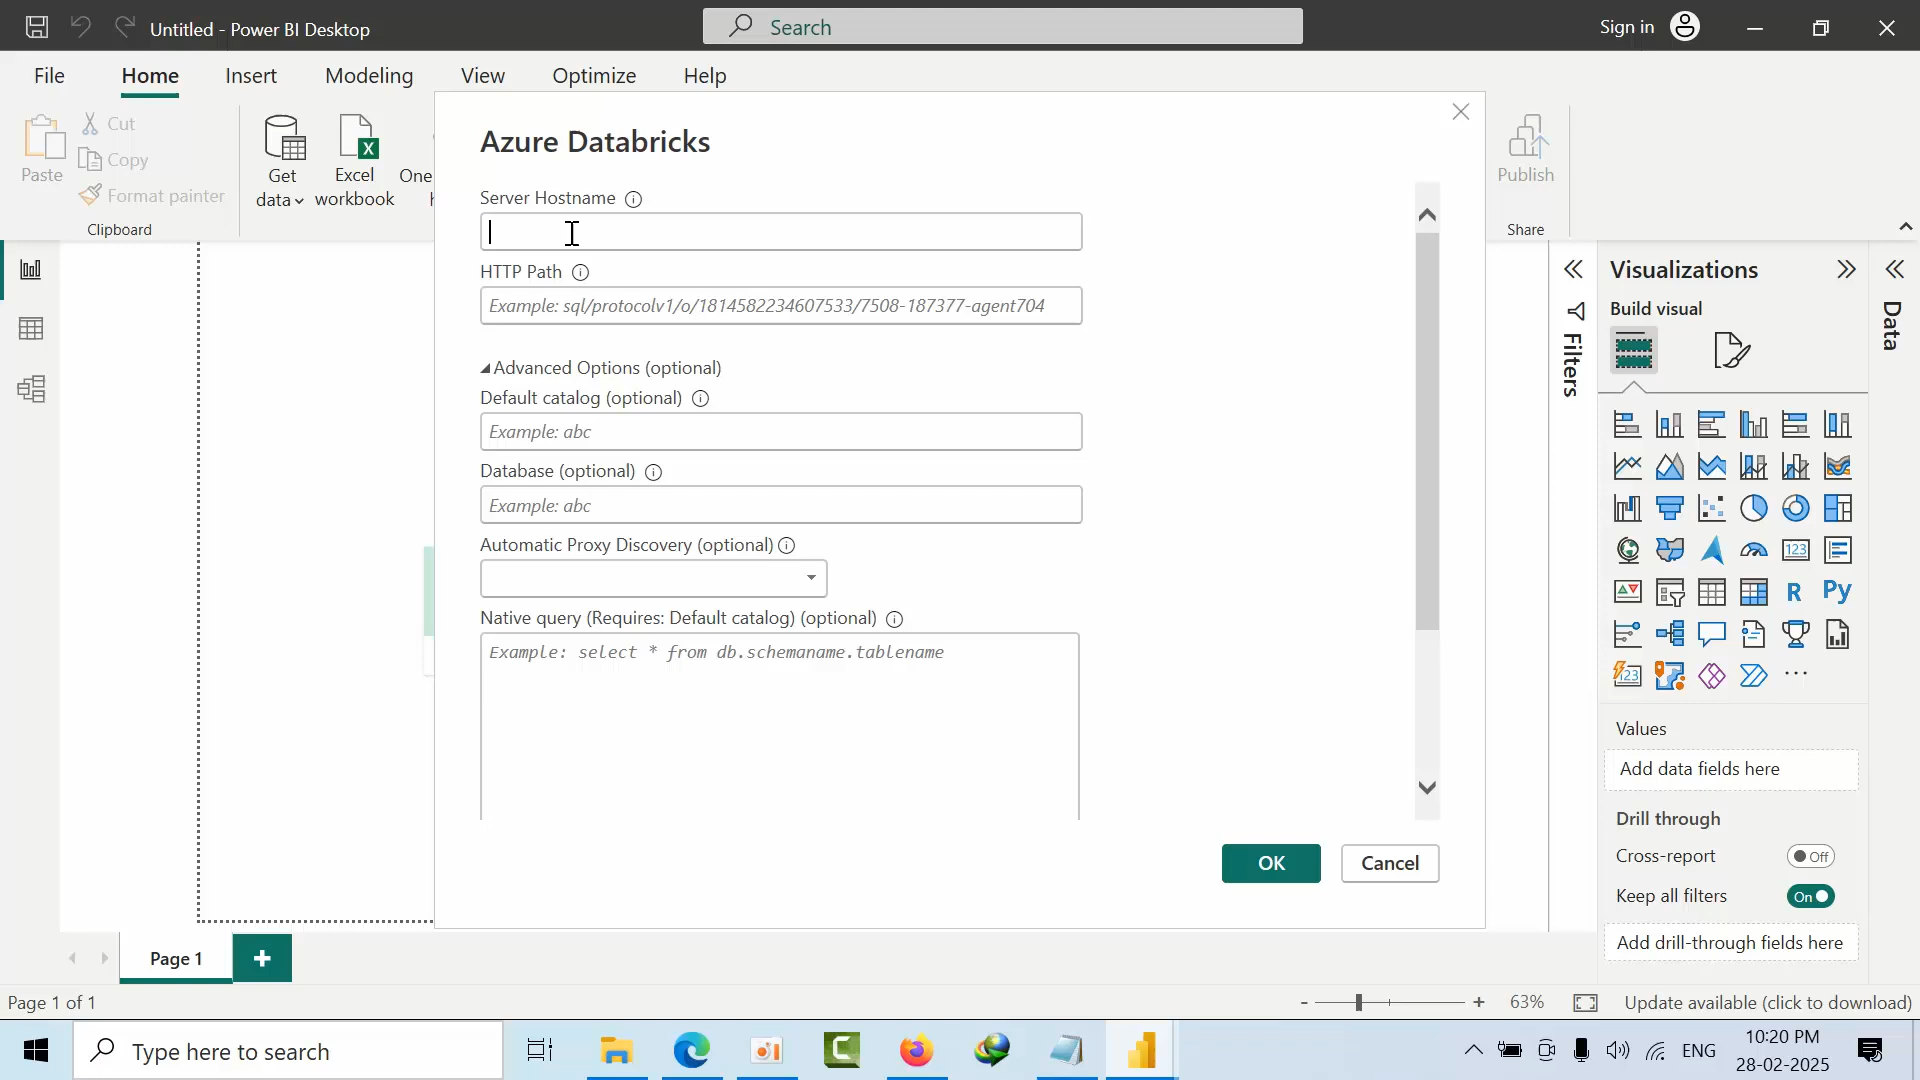 Untitled - Power BI Desktop
Search
Sign in
File
Home
Insert
Modeling
View
Optimize
Help
Paste
Cut
Copy
Format painter
Clipboard
Get
data
Excel
workbook
One
Publish
Share
Azure Databricks
Server Hostname
HTTP Path
Example: sql/protocolv1/o/1814582234607533/7508-187377-agent704
Advanced Options (optional)
Default catalog (optional)
Example: abc
Database (optional)
Example: abc
Automatic Proxy Discovery (optional)
Native query (Requires: Default catalog) (optional)
Example: select * from db.schemaname.tablename
OK
Cancel
Filters
Visualizations
Build visual
123
R
Py
123
Values
Add data fields here
Drill through
Cross-report
Off
Keep all filters
On
Add drill-through fields here
Data
Page 1
Page 1 of 1
- + 63%
Update available (click to download)
Type here to search
ENG
10:20 PM
28-02-2025